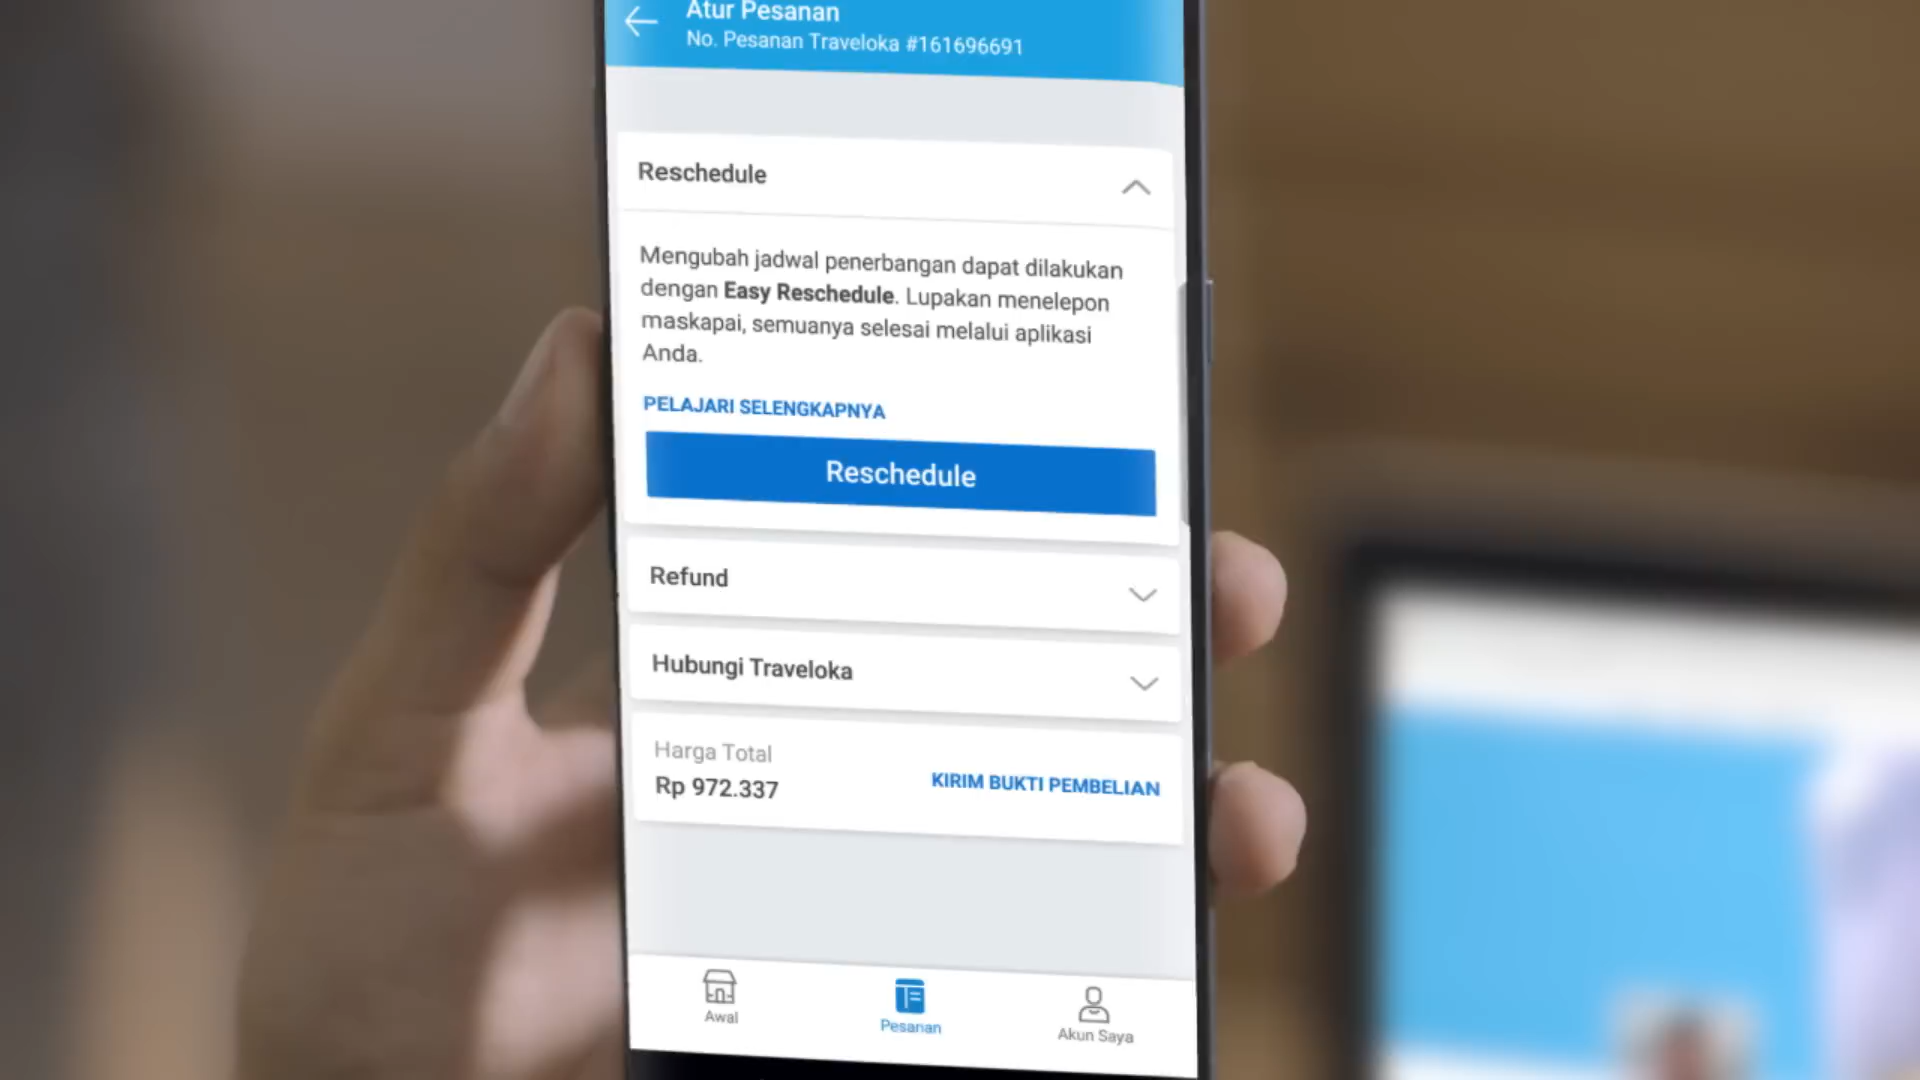 Atur Pesanan
No. Pesanan Traveloka #161696691
Reschedule
Mengubah jadwal penerbangan dapat dilakukan
dengan Easy Reschedule. Lupakan menelepon
maskapai, semuanya selesai melalui aplikasi
Anda.
PELAJARI SELENGKAPNYA
Reschedule
Refund
Hubungi Traveloka
Harga Total
Rp 972.337
KIRIM BUKTI PEMBELIAN
Awal
Pesanan
Akun Saya